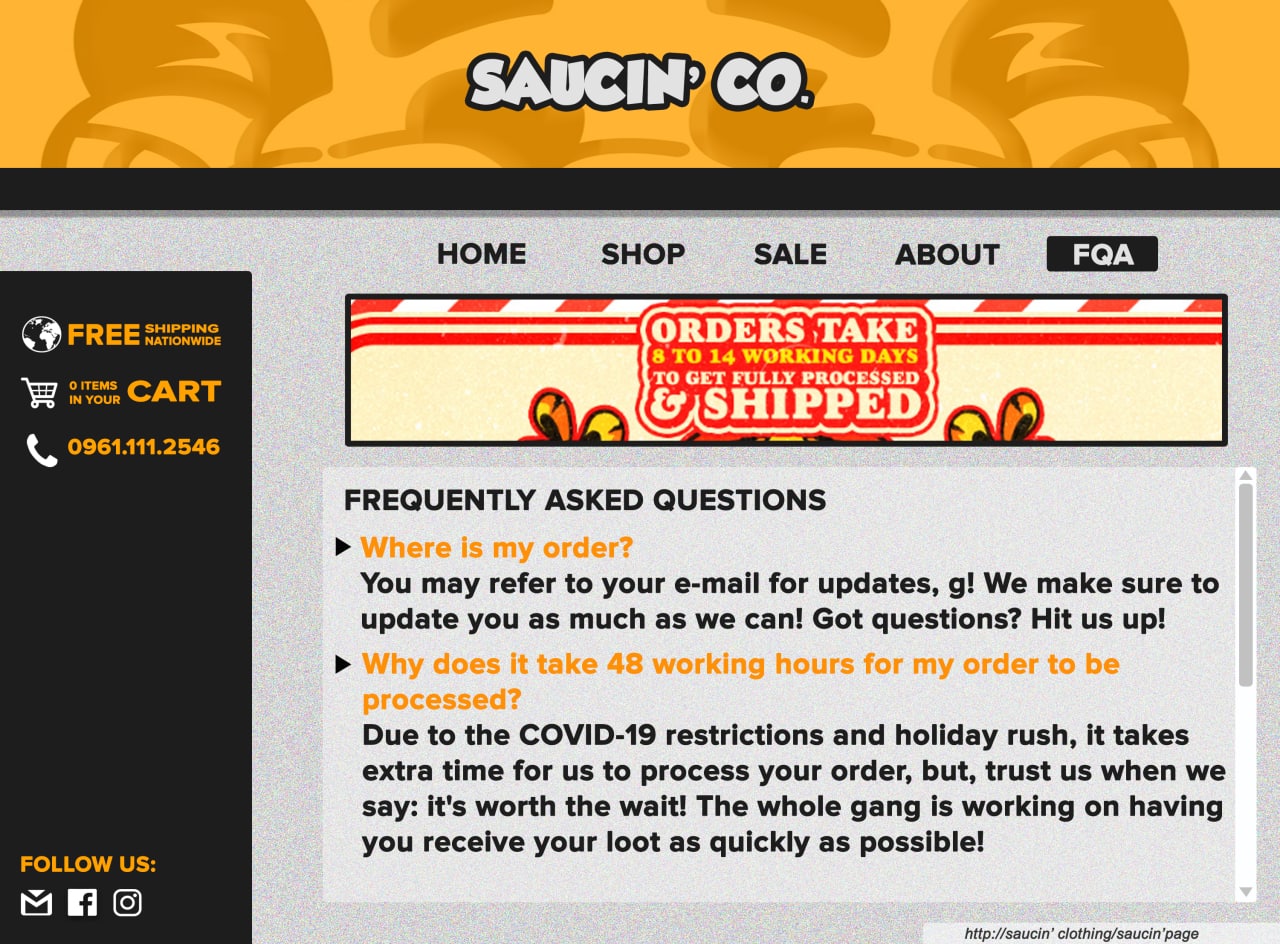 SAUCIN' CO.
HOME SHOP SALE ABOUT FQA
FREE SHIPPING NATIONWIDE
0 ITEMS IN YOUR CART
0961.111.2546
ORDERS TAKE
8 TO 14 WORKING DAYS
TO GET FULLY PROCESSED
& SHIPPED
FREQUENTLY ASKED QUESTIONS
Where is my order?
You may refer to your e-mail for updates, g! We make sure to
update you as much as we can! Got questions? Hit us up!
Why does it take 48 working hours for my order to be
processed?
Due to the COVID-19 restrictions and holiday rush, it takes
extra time for us to process your order, but, trust us when we
say: it's worth the wait! The whole gang is working on having
you receive your loot as quickly as possible!
FOLLOW US:
http://saucin' clothing/saucin'page